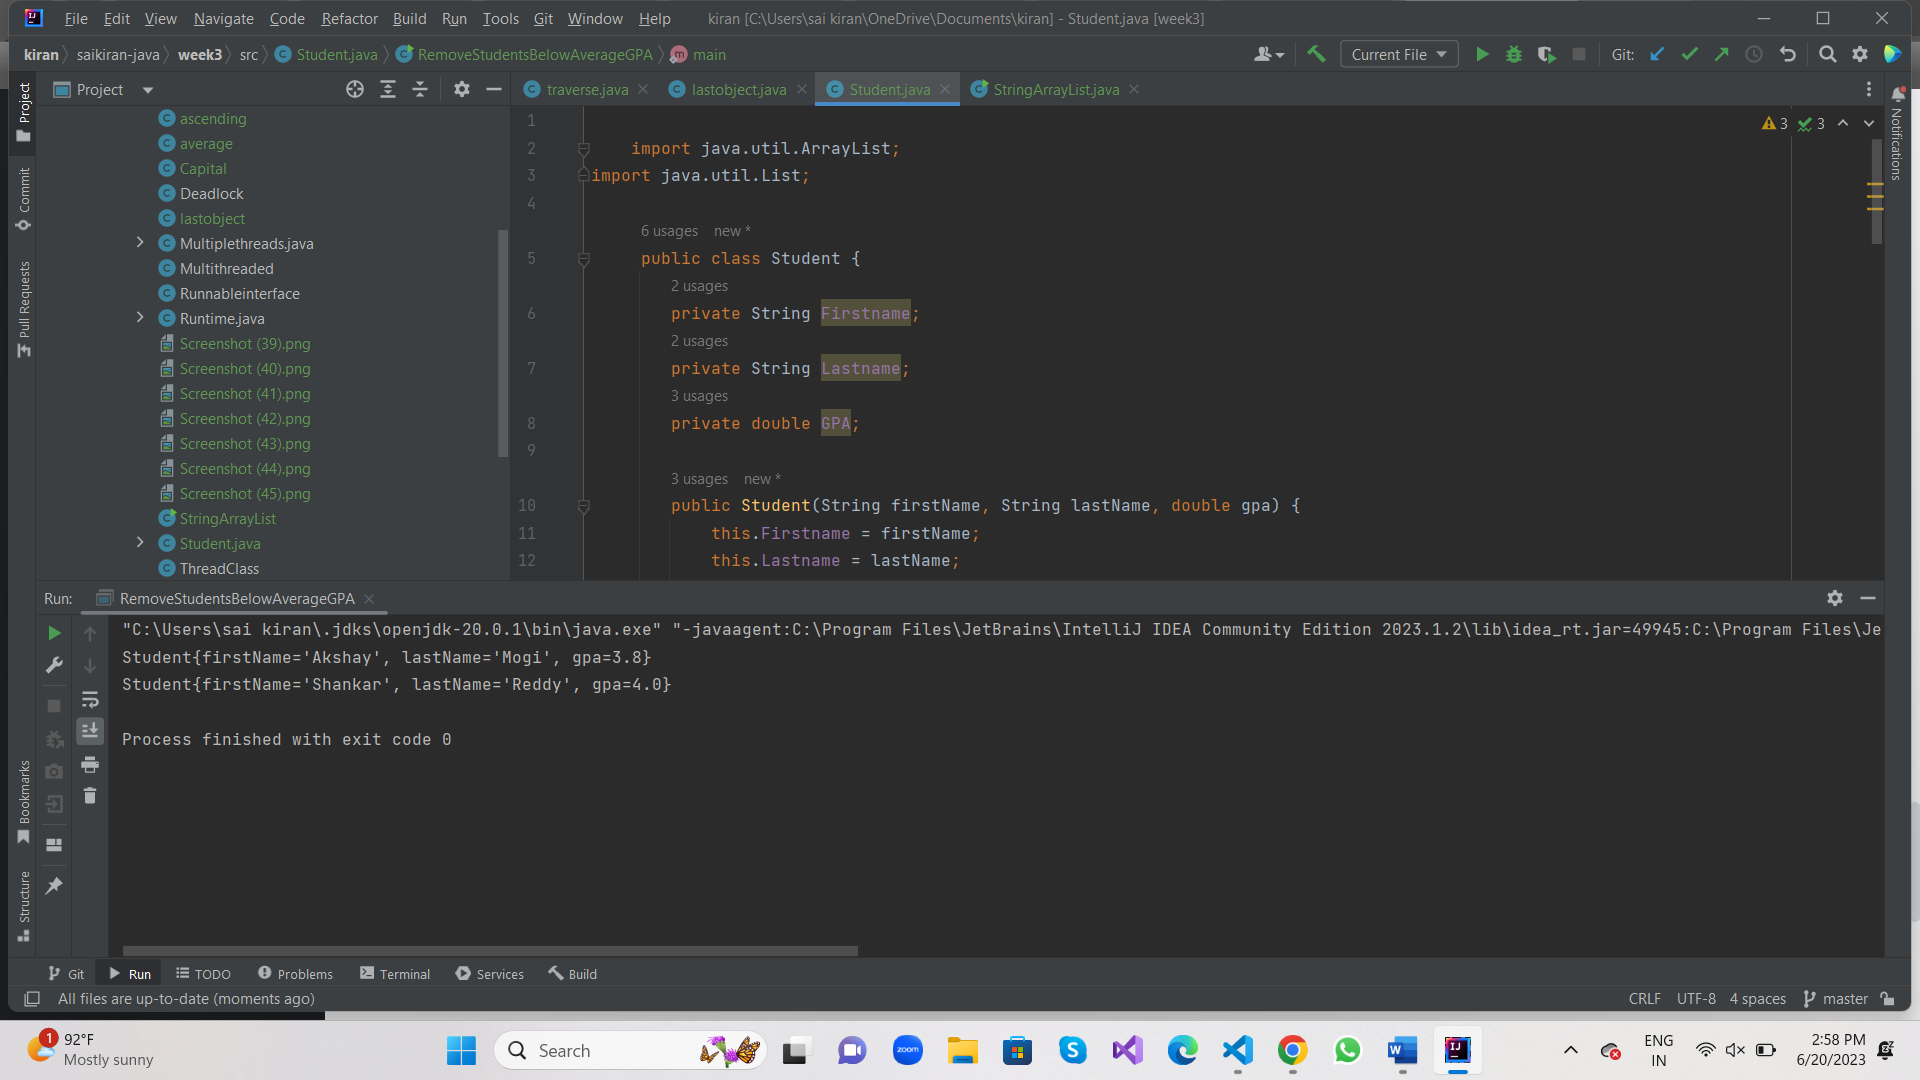 File Edit View Navigate Code Refactor Build Run Tools Git Window Help kiran [C:\Users\sai kiran\OneDrive\Documents\kiran] - Student.java [week3]
kiran saikiran-java week3 src Student.java RemoveStudentsBelowAverageGPA main Current File Git:
Project
traverse.java lastobject.java Student.java StringArrayList.java
Project
Commit
Pull Requests
Bookmarks
Structure
Notifications
ascending
average
Capital
Deadlock
lastobject
Multiplethreads.java
Multithreaded
Runnableinterface
Runtime.java
Screenshot (39).png
Screenshot (40).png
Screenshot (41).png
Screenshot (42).png
Screenshot (43).png
Screenshot (44).png
Screenshot (45).png
StringArrayList
Student.java
ThreadClass
3 3
1
2 import java.util.ArrayList;
3 import java.util.List;
4
6 usages new *
5 public class Student {
2 usages
6 private String Firstname;
2 usages
7 private String Lastname;
3 usages
8 private double GPA;
9
3 usages new *
10 public Student(String firstName, String lastName, double gpa) {
11 this.Firstname = firstName;
12 this.Lastname = lastName;
Run: RemoveStudentsBelowAverageGPA
"C:\Users\sai kiran\.jdks\openjdk-20.0.1\bin\java.exe" "-javaagent:C:\Program Files\JetBrains\IntelliJ IDEA Community Edition 2023.1.2\lib\idea_rt.jar=49945:C:\Program Files\Je
Student{firstName='Akshay', lastName='Mogi', gpa=3.8}
Student{firstName='Shankar', lastName='Reddy', gpa=4.0}
Process finished with exit code 0
Git Run TODO Problems Terminal Services Build
All files are up-to-date (moments ago) CRLF UTF-8 4 spaces master
1 92°F
Mostly sunny
Search
zoom
ENG
IN
2:58 PM
6/20/2023